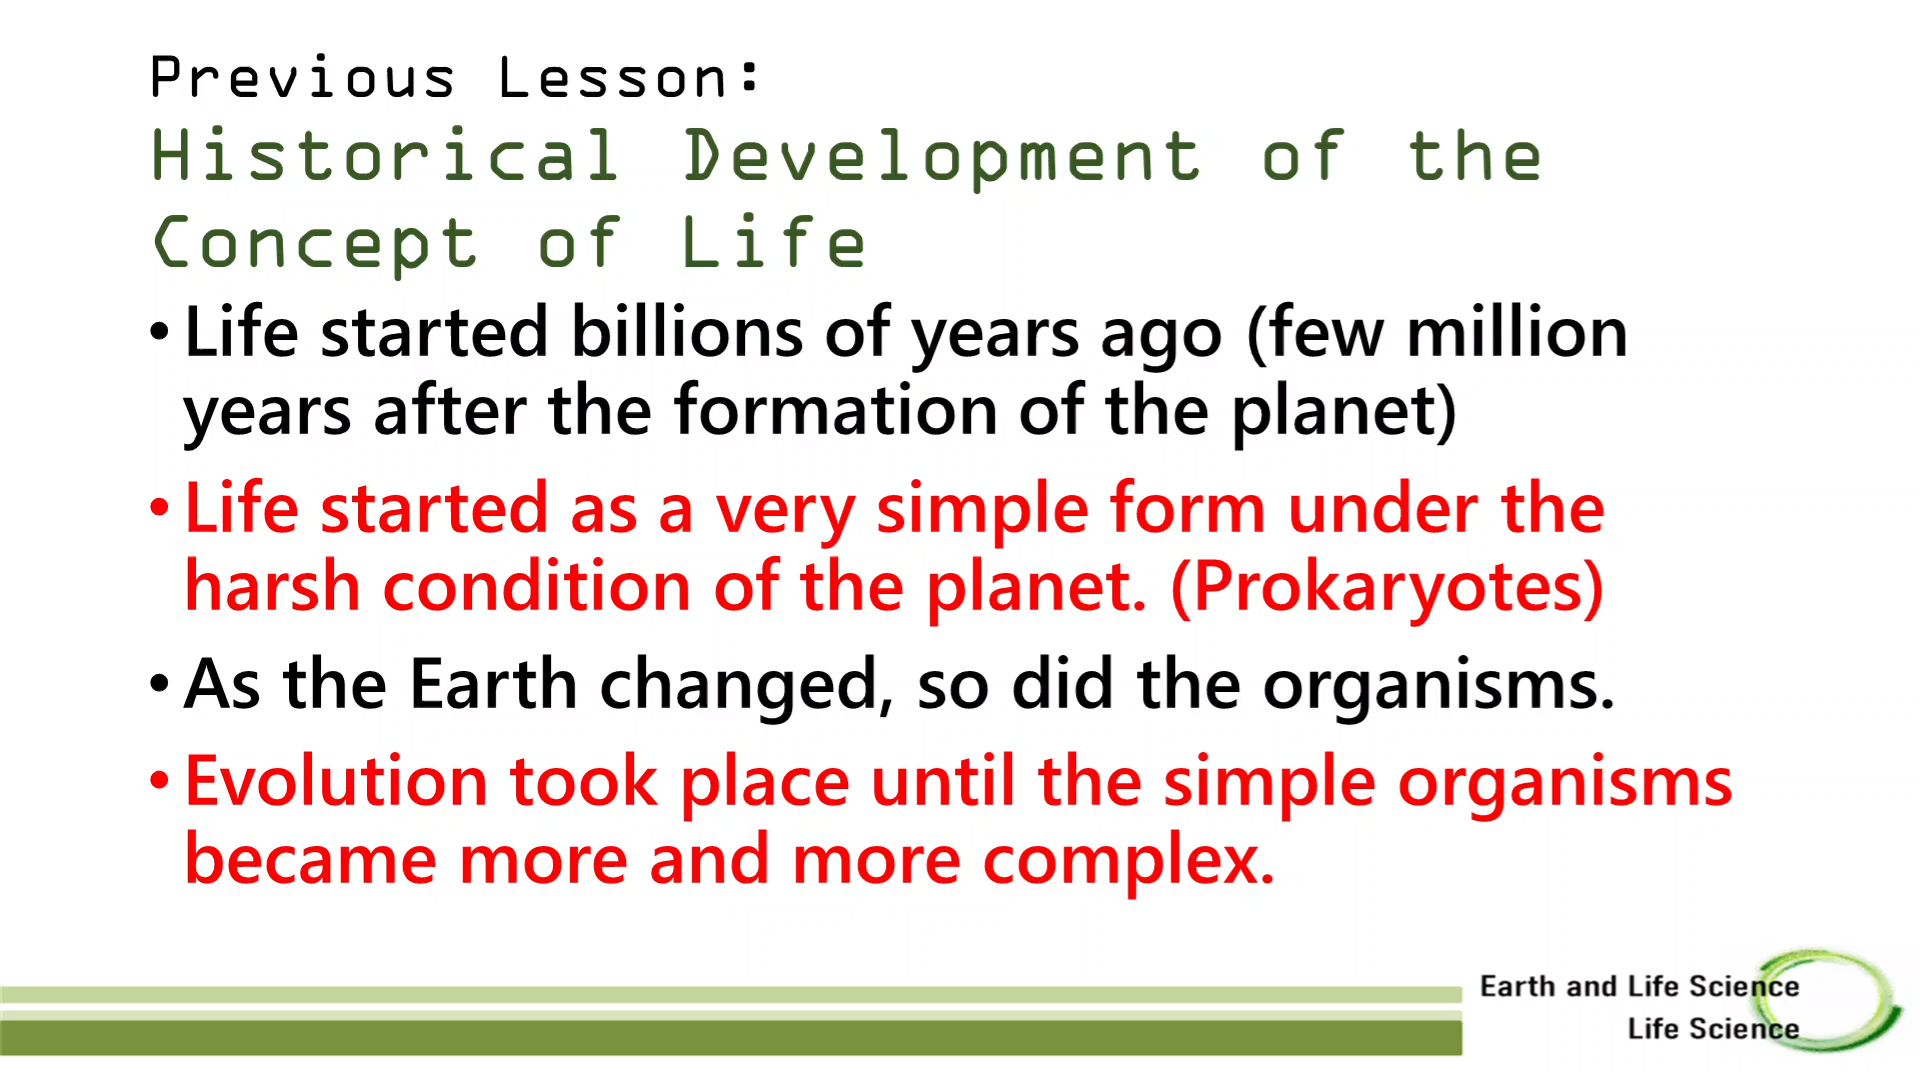 Previous Lesson:
Historical Development of the
Concept of Life
• Life started billions of years ago (few million
years after the formation of the planet)
• Life started as a very simple form under the
harsh condition of the planet. (Prokaryotes)
• As the Earth changed, so did the organisms.
• Evolution took place until the simple organisms
became more and more complex.
Earth and Life Science
Life Science